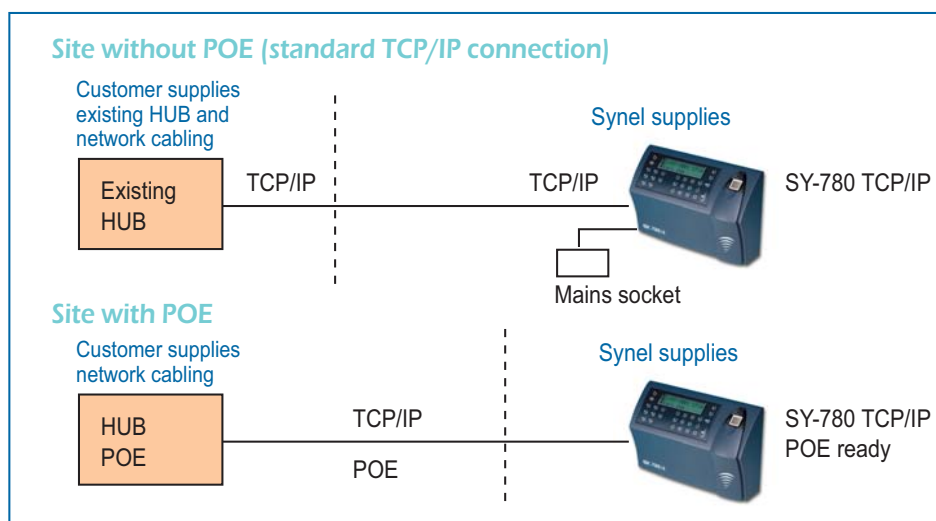 Site without POE (standard TCP/IP connection)
Customer supplies
existing HUB and
network cabling
Synel supplies
Existing
HUB
TCP/IP
TCP/IP
SY-780 TCP/IP
Mains socket
Site with POE
Customer supplies
network cabling
Synel supplies
HUB
POE
TCP/IP
POE
SY-780 TCP/IP
POE ready